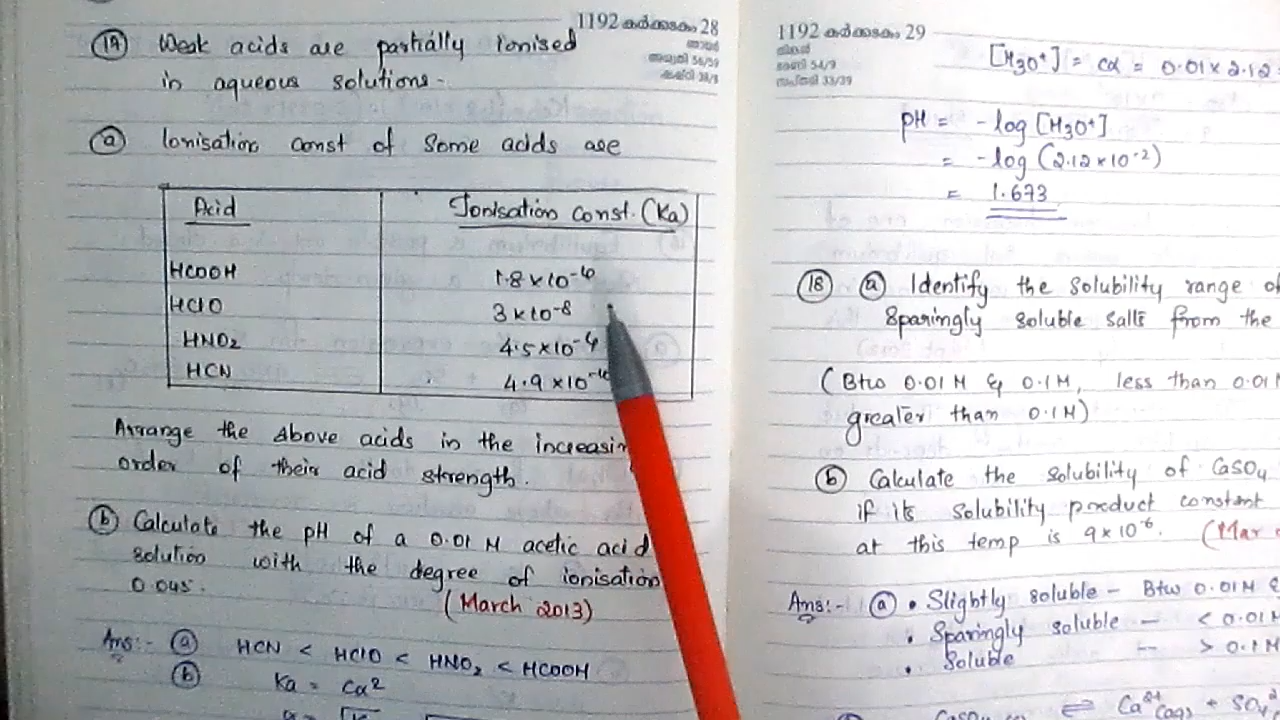 1192 കർക്കടകം 28
(17) Weak acids are partially ionised
in aqueous solutions.
(a) Ionisation const of some acids are
Acid Ionisation const. (Ka)
HCOOH 1.8 x 10⁻⁶
HClO 3 x 10⁻⁸
HNO₂ 4.5 x 10⁻⁴
HCN 4.9 x 10
Arrange the above acids in the increasin
order of their acid strength.
(b) Calculate the pH of a 0.01 M acetic acid
solution with the degree of ionisation
0.045.
(March 2013)
Ans:- (a) HCN < HClO < HNO₂ < HCOOH
(b) Ka = cα²
1192 കർക്കടകം 29
[H3O⁺] = cα = 0.01 x 2.12
pH = -log [H3O⁺]
= -log (2.12 x 10⁻²)
= 1.673
(18) (a) Identify the solubility range of
Sparingly soluble salts from the
(Btw 0.01 M & 0.1 M, less than 0.01
greater than 0.1 M)
(b) Calculate the solubility of CaSO₄
if its solubility product constant
at this temp is 9 x 10⁻⁶. (Mar
Ans:- (a) • Slightly soluble - Btw 0.01 M &
• Sparingly soluble - < 0.01
• Soluble - > 0.1 M
⇌ Ca²⁺(aq) + SO₄²